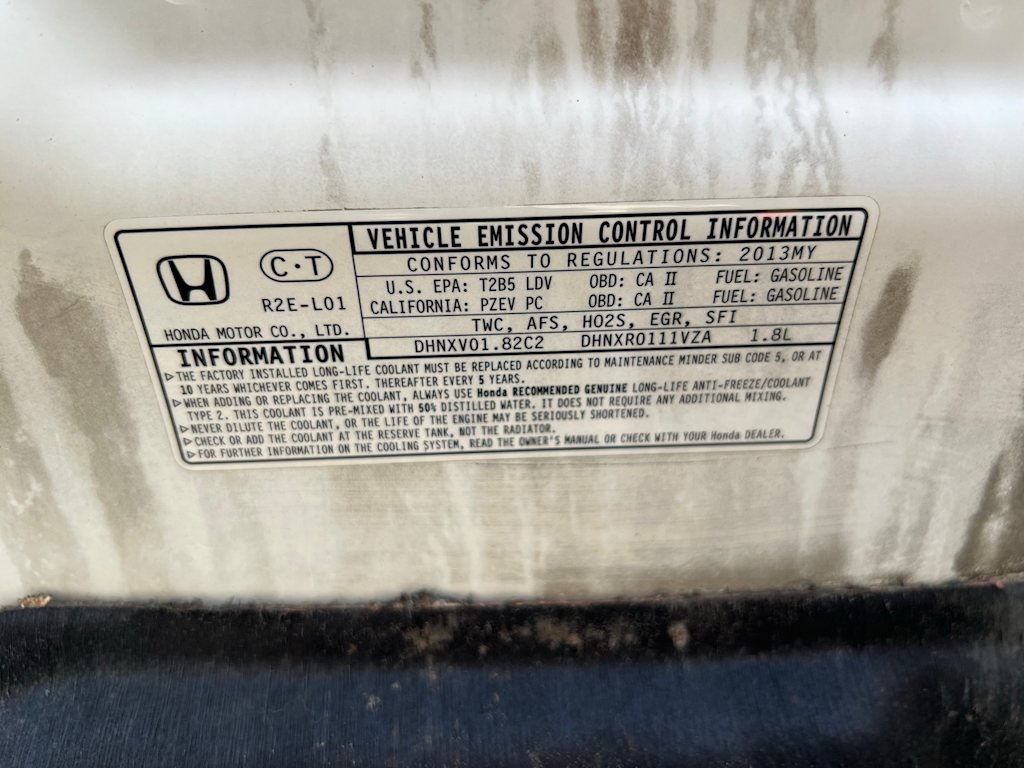 VEHICLE EMISSION CONTROL INFORMATION
C·T
R2E-L01
HONDA MOTOR CO., LTD.
CONFORMS TO REGULATIONS: 2013MY
U.S. EPA: T2B5 LDV OBD: CA II FUEL: GASOLINE
CALIFORNIA: PZEV PC OBD: CA II FUEL: GASOLINE
TWC, AFS, HO2S, EGR, SFI
DHNXV01.82C2 DHNXR0111VZA 1.8L
INFORMATION
▷THE FACTORY INSTALLED LONG-LIFE COOLANT MUST BE REPLACED ACCORDING TO MAINTENANCE MINDER SUB CODE 5, OR AT
10 YEARS WHICHEVER COMES FIRST. THEREAFTER EVERY 5 YEARS.
▷WHEN ADDING OR REPLACING THE COOLANT, ALWAYS USE Honda RECOMMENDED GENUINE LONG-LIFE ANTI-FREEZE/COOLANT
TYPE 2. THIS COOLANT IS PRE-MIXED WITH 50% DISTILLED WATER. IT DOES NOT REQUIRE ANY ADDITIONAL MIXING.
▷NEVER DILUTE THE COOLANT, OR THE LIFE OF THE ENGINE MAY BE SERIOUSLY SHORTENED.
▷CHECK OR ADD THE COOLANT AT THE RESERVE TANK, NOT THE RADIATOR.
▷FOR FURTHER INFORMATION ON THE COOLING SYSTEM, READ THE OWNER'S MANUAL OR CHECK WITH YOUR Honda DEALER.